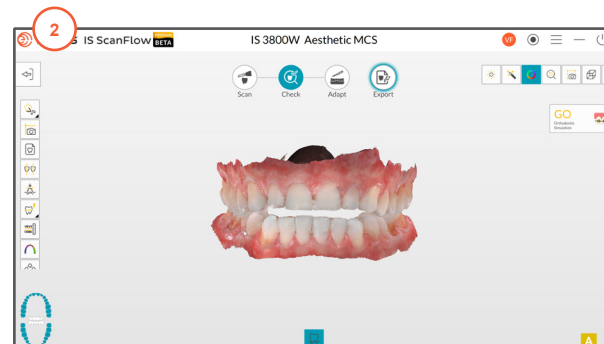 2
IS ScanFlow BETA
IS 3800W Aesthetic MCS
VF
Scan
Check
Adapt
Export
GO
Orthodontic
Simulation
A